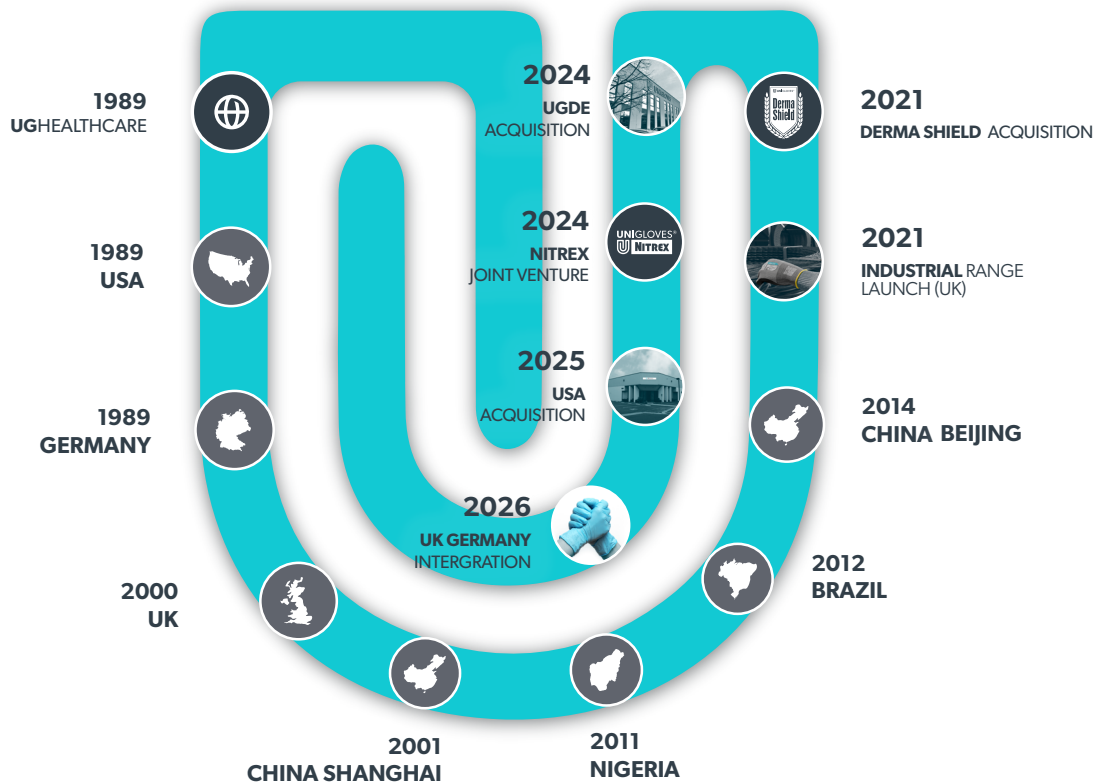 1989
UGHEALTHCARE
1989
USA
1989
GERMANY
2000
UK
2001
CHINA SHANGHAI
2011
NIGERIA
2012
BRAZIL
2014
CHINA BEIJING
2021
INDUSTRIAL RANGE
LAUNCH (UK)
2021
DERMA SHIELD ACQUISITION
Derma
Shield
2024
UGDE
ACQUISITION
2024
NITREX
JOINT VENTURE
UNIGLOVES®
NITREX
2025
USA
ACQUISITION
2026
UK GERMANY
INTERGRATION